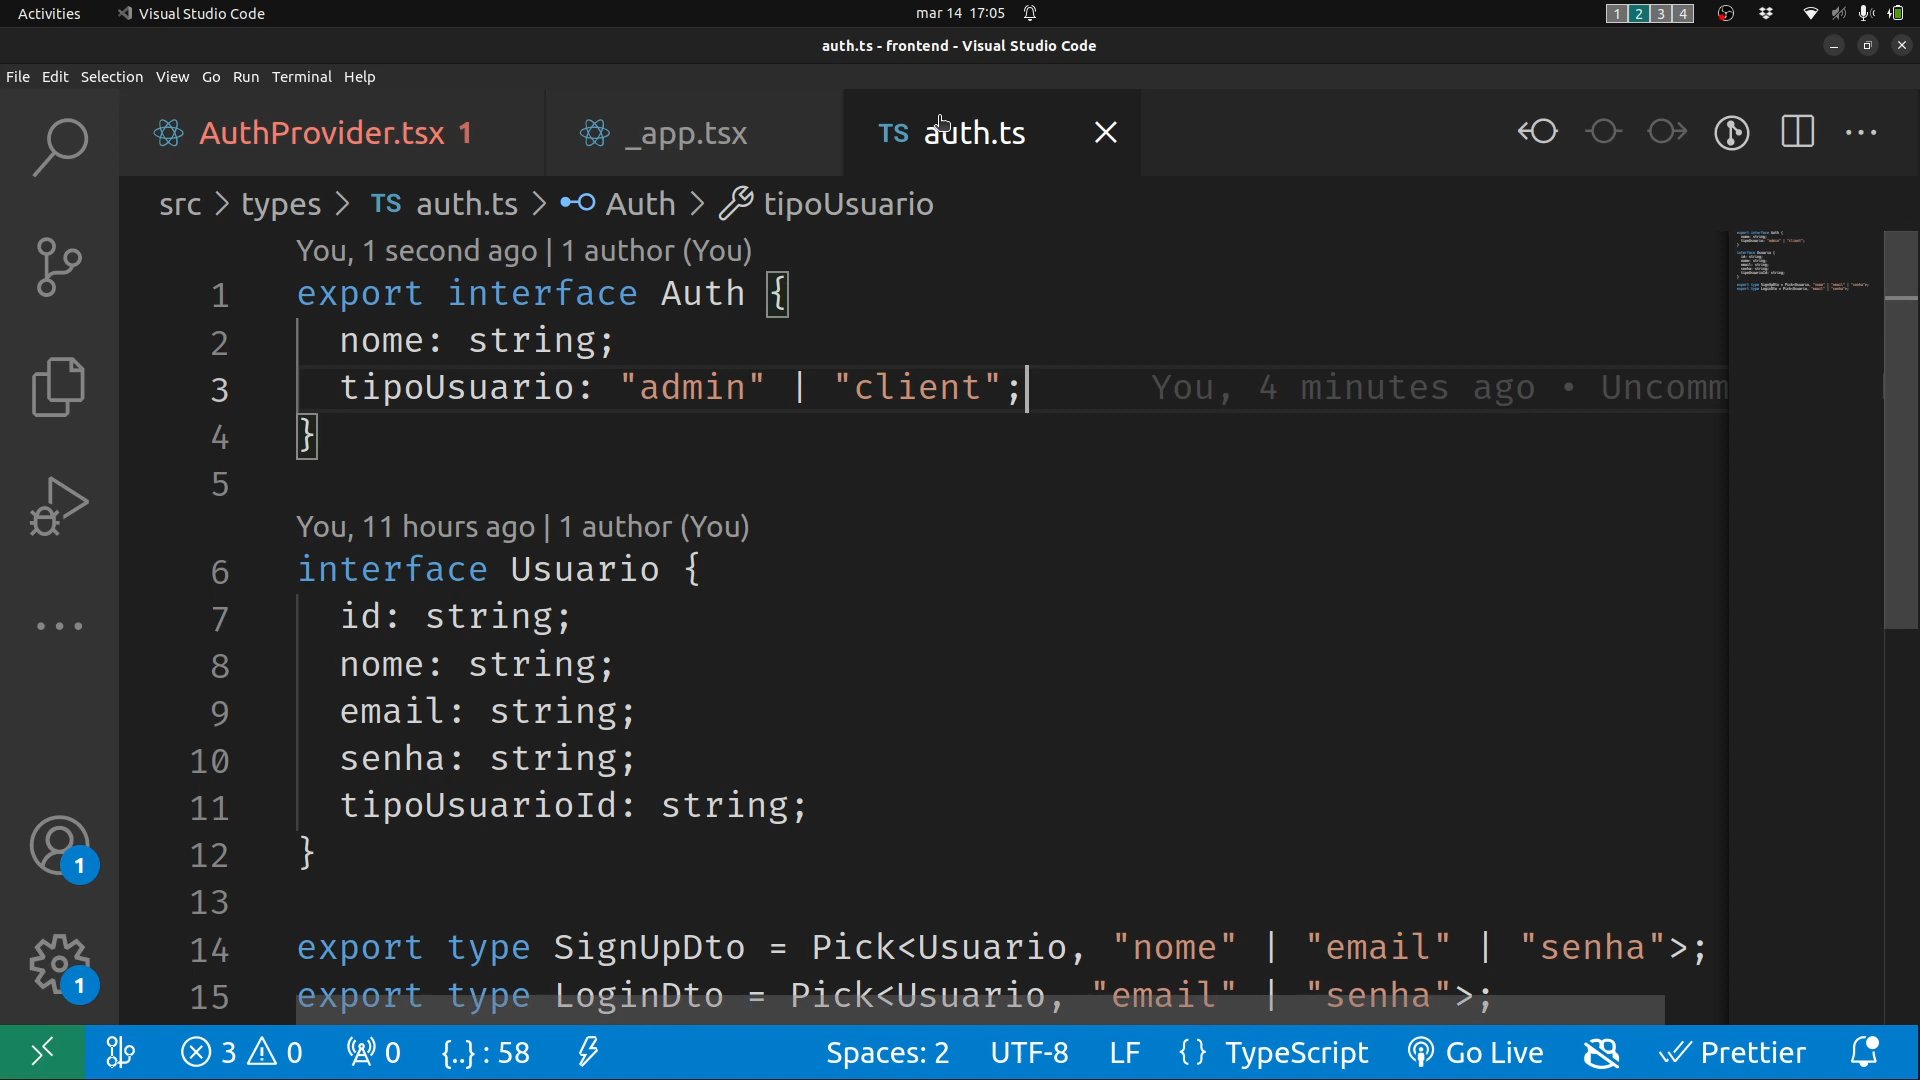 Activities Visual Studio Code mar 14 17:05 1 2 3 4
auth.ts - frontend - Visual Studio Code
File Edit Selection View Go Run Terminal Help
AuthProvider.tsx 1 _app.tsx TS auth.ts
src > types > TS auth.ts > Auth > tipoUsuario
You, 1 second ago | 1 author (You)
1 export interface Auth {
2 nome: string;
3 tipoUsuario: "admin" | "client"; You, 4 minutes ago • Uncomm
4 }
5
You, 11 hours ago | 1 author (You)
6 interface Usuario {
7 id: string;
8 nome: string;
9 email: string;
10 senha: string;
11 tipoUsuarioId: string;
12 }
13
14 export type SignUpDto = Pick<Usuario, "nome" | "email" | "senha">;
15 export type LoginDto = Pick<Usuario, "email" | "senha">;
1
1
3 0 0 {..} : 58 Spaces: 2 UTF-8 LF {} TypeScript Go Live Prettier